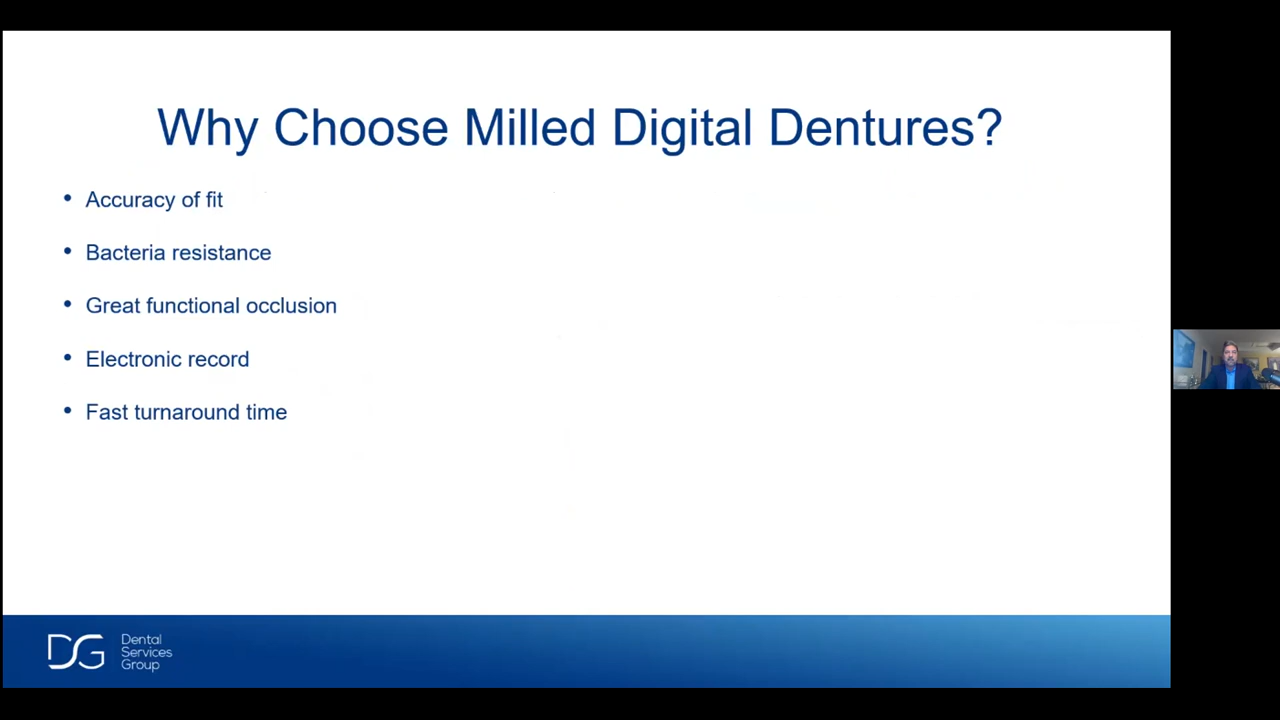 Why Choose Milled Digital Dentures?
• Accuracy of fit
• Bacteria resistance
• Great functional occlusion
• Electronic record
• Fast turnaround time
DG
Dental
Services
Group